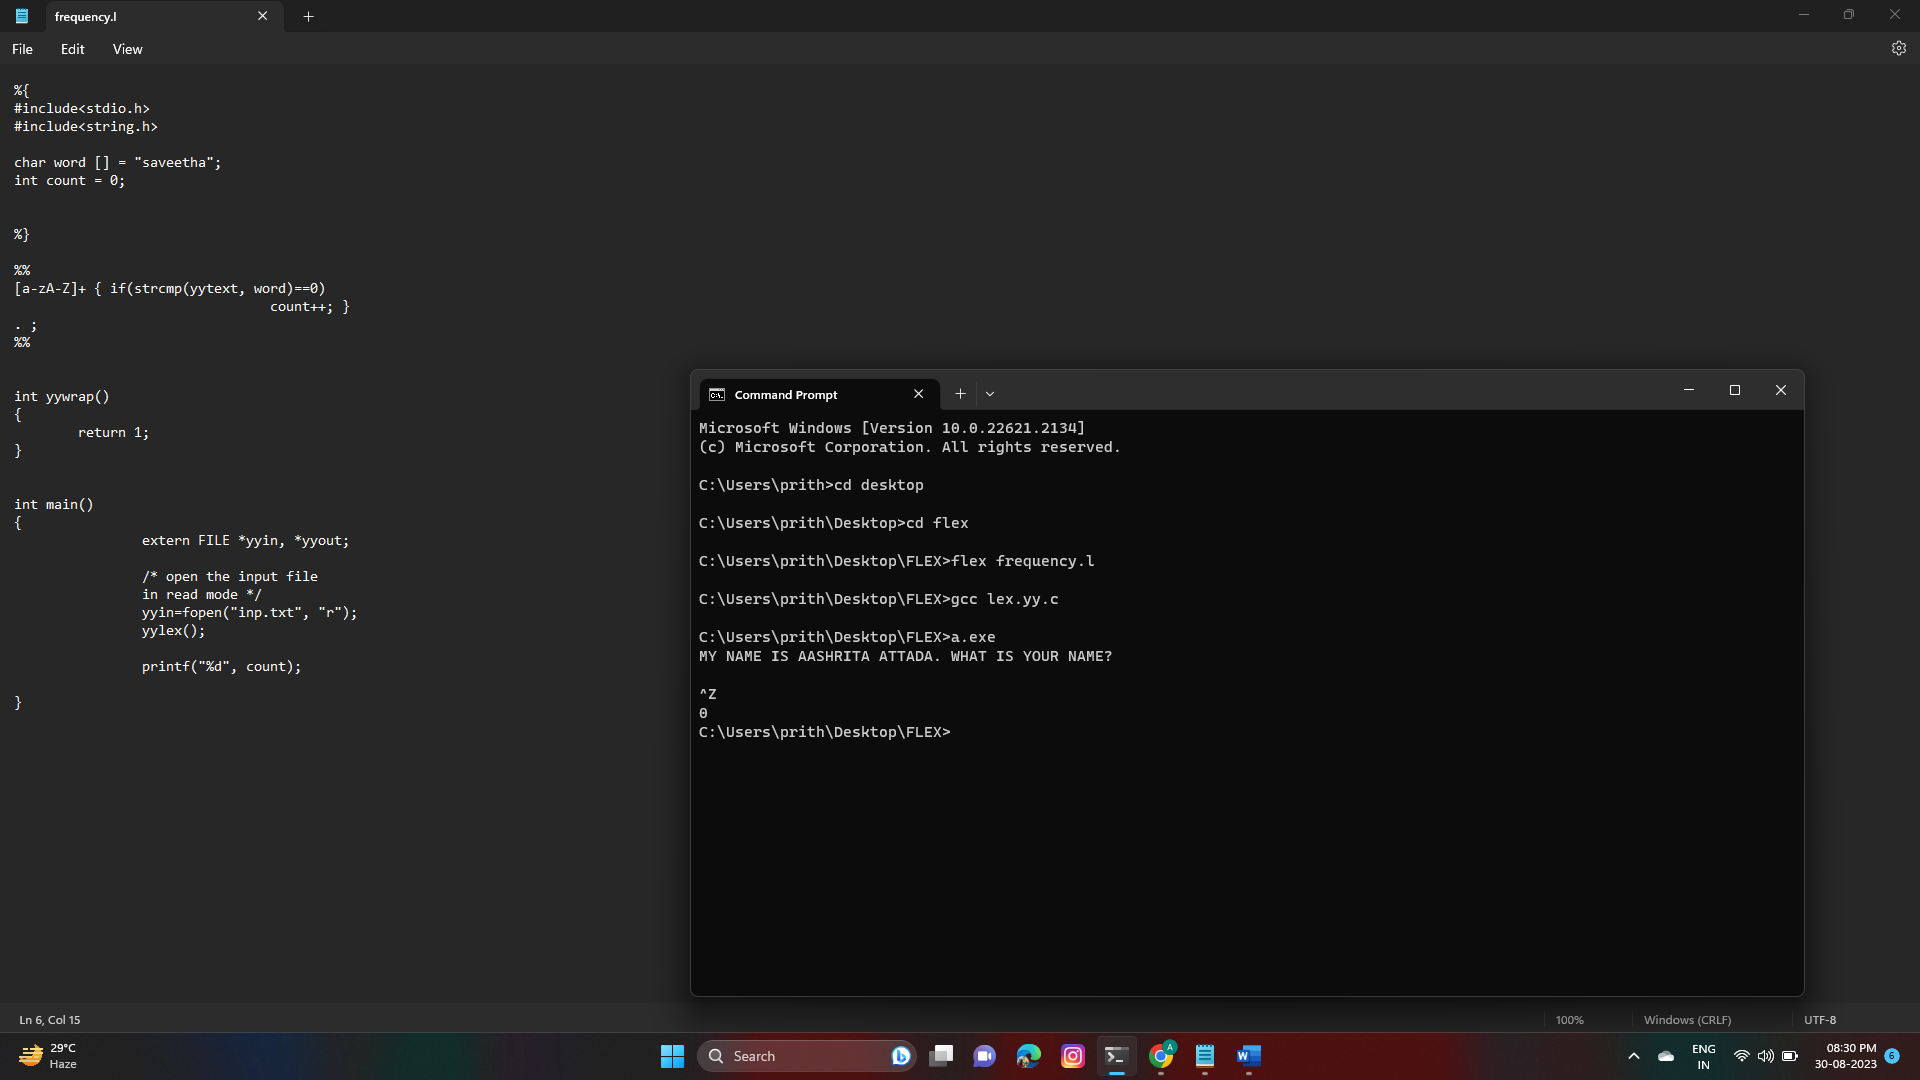 frequency.l
File Edit View
%{
#include<stdio.h>
#include<string.h>
char word [] = "saveetha";
int count = 0;
%}
%%
[a-zA-Z]+ { if(strcmp(yytext, word)==0)
count++; }
. ;
%%
int yywrap()
{
return 1;
}
int main()
{
extern FILE *yyin, *yyout;
/* open the input file
in read mode */
yyin=fopen("inp.txt", "r");
yylex();
printf("%d", count);
}
Command Prompt
Microsoft Windows [Version 10.0.22621.2134]
(c) Microsoft Corporation. All rights reserved.
C:\Users\prith>cd desktop
C:\Users\prith\Desktop>cd flex
C:\Users\prith\Desktop\FLEX>flex frequency.l
C:\Users\prith\Desktop\FLEX>gcc lex.yy.c
C:\Users\prith\Desktop\FLEX>a.exe
MY NAME IS AASHRITA ATTADA. WHAT IS YOUR NAME?
^Z
0
C:\Users\prith\Desktop\FLEX>
Ln 6, Col 15
100%
Windows (CRLF)
UTF-8
29°C
Haze
Search
A
W
ENG
IN
08:30 PM
30-08-2023
6